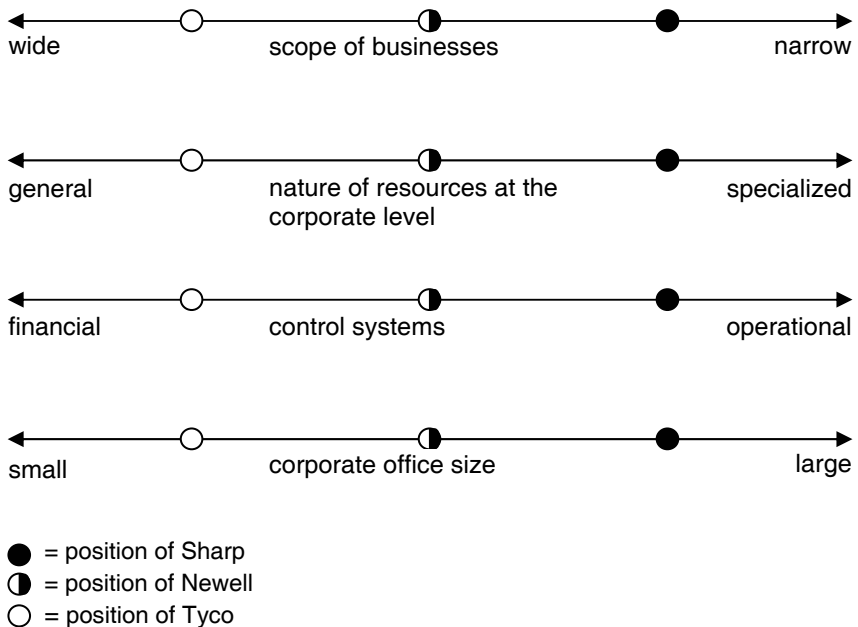 wide scope of businesses narrow
general nature of resources at the specialized
corporate level
financial control systems operational
small corporate office size large
= position of Sharp
= position of Newell
= position of Tyco